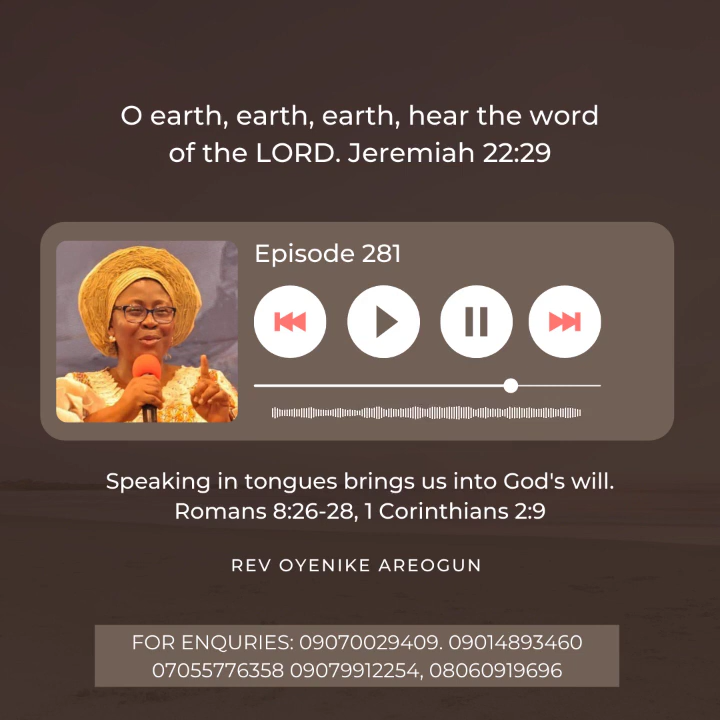 O earth, earth, earth, hear the word
of the LORD. Jeremiah 22:29
Episode 281
Speaking in tongues brings us into God's will.
Romans 8:26-28, 1 Corinthians 2:9
REV OYENIKE AREOGUN
FOR ENQURIES: 09070029409. 09014893460
07055776358 09079912254, 08060919696